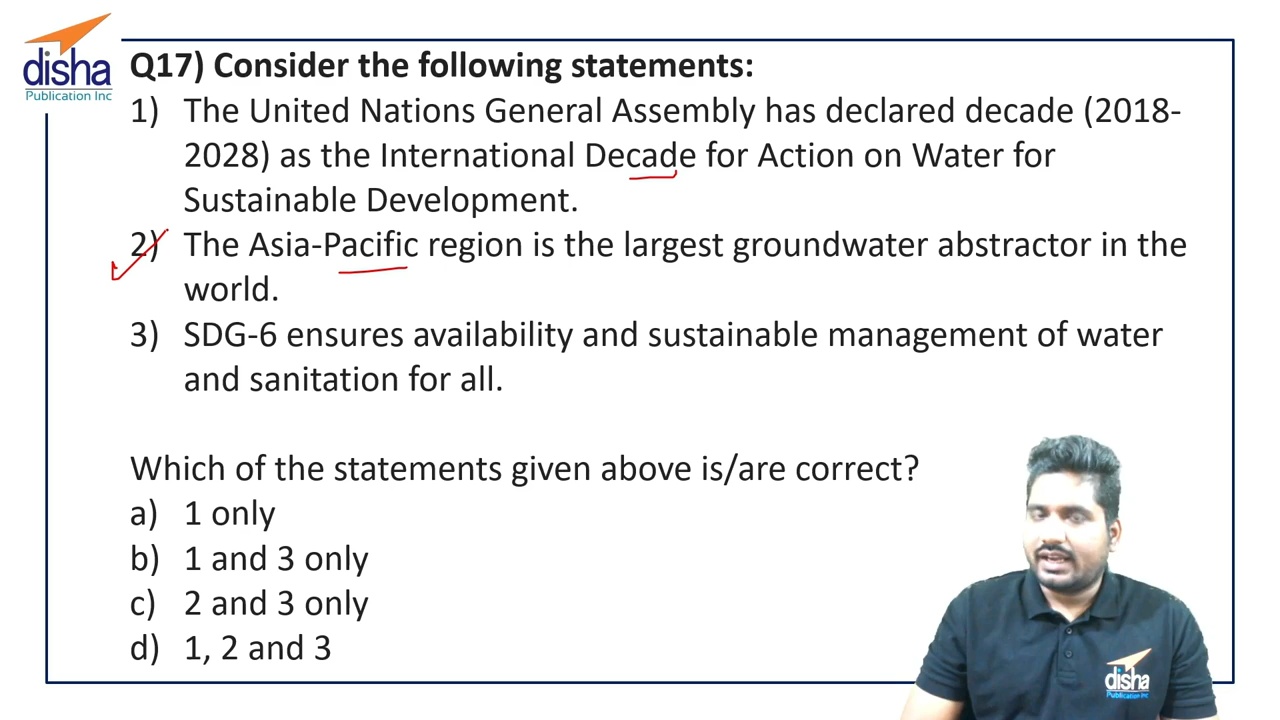 disha
Publication Inc
Q17) Consider the following statements:
1) The United Nations General Assembly has declared decade (2018-
2028) as the International Decade for Action on Water for
Sustainable Development.
2) The Asia-Pacific region is the largest groundwater abstractor in the
world.
3) SDG-6 ensures availability and sustainable management of water
and sanitation for all.
Which of the statements given above is/are correct?
a) 1 only
b) 1 and 3 only
c) 2 and 3 only
d) 1, 2 and 3
disha
Publication Inc